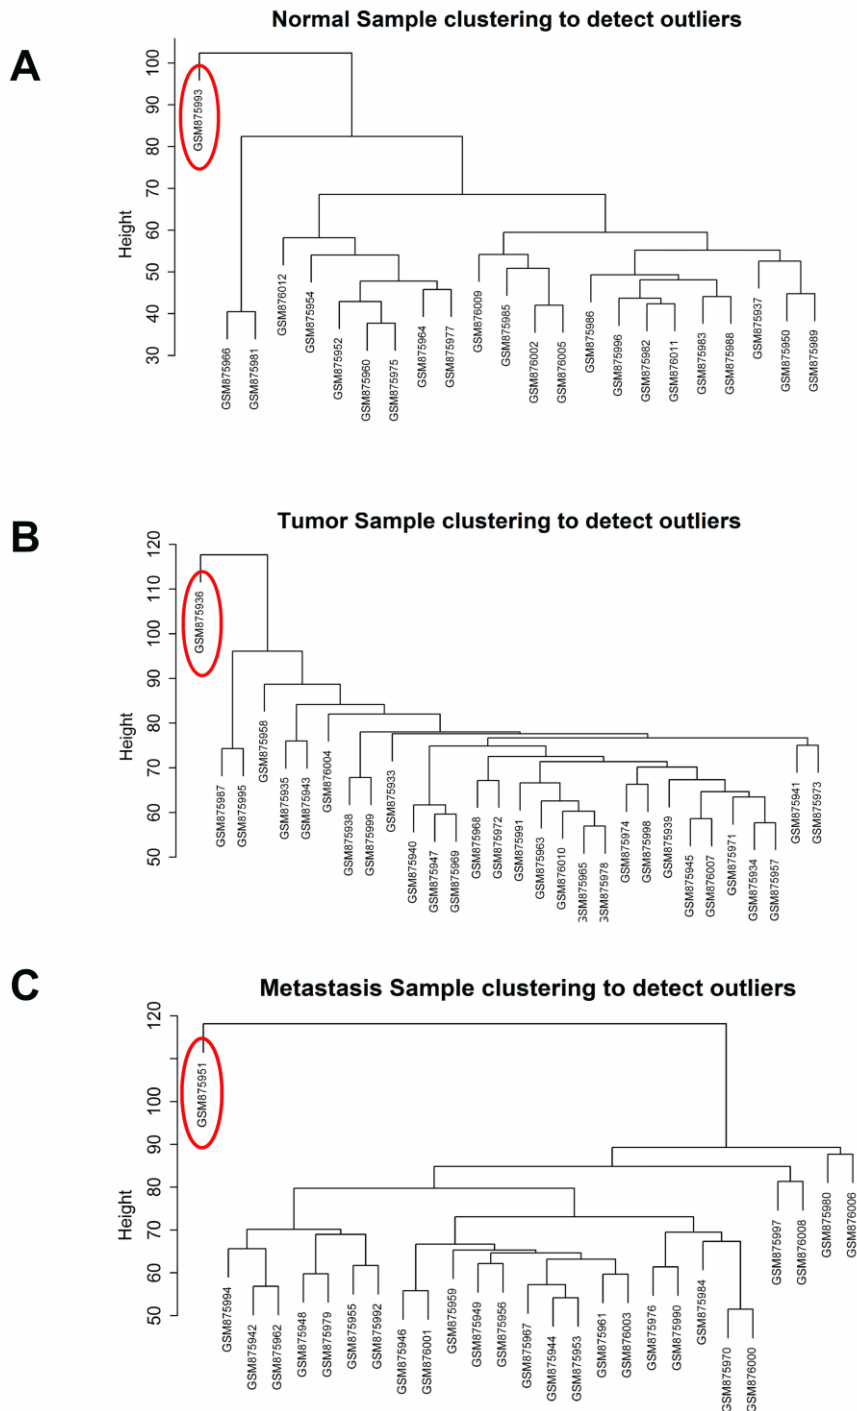 Normal Sample clustering to detect outliers
A
Height
100
90
80
70
60
50
40
30
GSM875993
GSM875966
GSM875981
GSM876012
GSM875954
GSM875952
GSM875960
GSM875975
GSM875964
GSM875977
GSM876009
GSM875985
GSM876002
GSM876005
GSM875986
GSM875996
GSM875982
GSM876011
GSM875983
GSM875988
GSM875937
GSM875950
GSM875989
Tumor Sample clustering to detect outliers
B
Height
120
110
100
90
80
70
60
50
GSM875936
GSM875987
GSM875995
GSM875958
GSM875935
GSM875943
GSM876004
GSM875938
GSM875999
GSM875933
GSM875940
GSM875947
GSM875969
GSM875968
GSM875972
GSM875991
GSM875963
GSM876010
GSM875965
GSM875978
GSM875974
GSM875998
GSM875939
GSM875945
GSM876007
GSM875971
GSM875934
GSM875957
GSM875941
GSM875973
C
Metastasis Sample clustering to detect outliers
Height
120
100
90
80
70
60
50
GSM875951
GSM875994
GSM875942
GSM875962
GSM875948
GSM875979
GSM875955
GSM875992
GSM875946
GSM876001
GSM875959
GSM875949
GSM875956
GSM875967
GSM875944
GSM875953
GSM875961
GSM876003
GSM875976
GSM875990
GSM875984
GSM875970
GSM876000
GSM875997
GSM876008
GSM875980
GSM876006